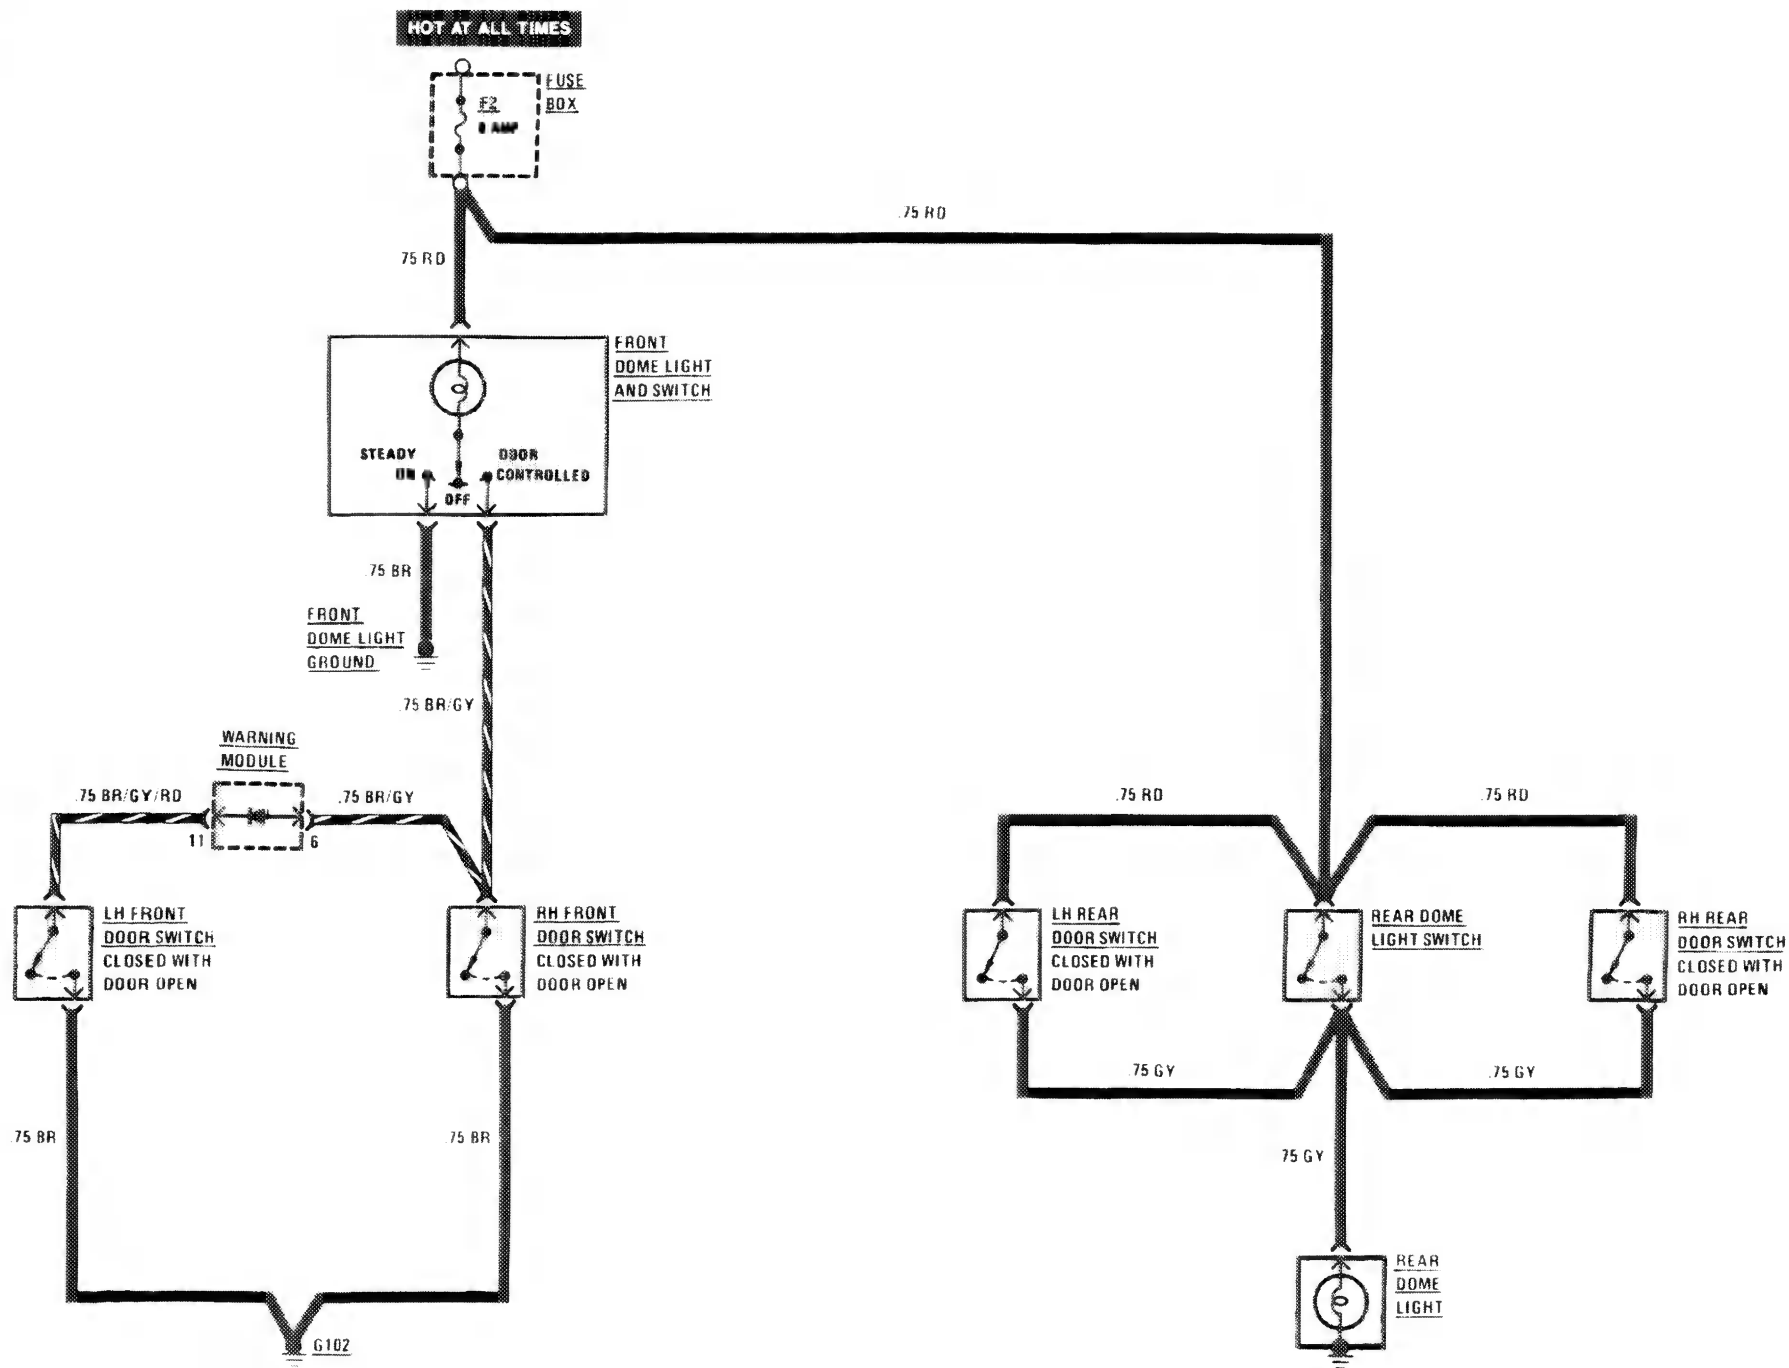 HOT AT ALL TIMES
FUSE
BOX
F2
8 AMP
.75 RD
.75 RD
FRONT
DOME LIGHT
AND SWITCH
STEADY
ON
OFF
DOOR
CONTROLLED
.75 BR
FRONT
DOME LIGHT
GROUND
.75 BR/GY
WARNING
MODULE
.75 BR/GY/RD
.75 BR/GY
11
6
LH FRONT
DOOR SWITCH
CLOSED WITH
DOOR OPEN
RH FRONT
DOOR SWITCH
CLOSED WITH
DOOR OPEN
.75 BR
.75 BR
G102
.75 RD
.75 RD
LH REAR
DOOR SWITCH
CLOSED WITH
DOOR OPEN
REAR DOME
LIGHT SWITCH
RH REAR
DOOR SWITCH
CLOSED WITH
DOOR OPEN
.75 GY
.75 GY
75 GY
REAR
DOME
LIGHT